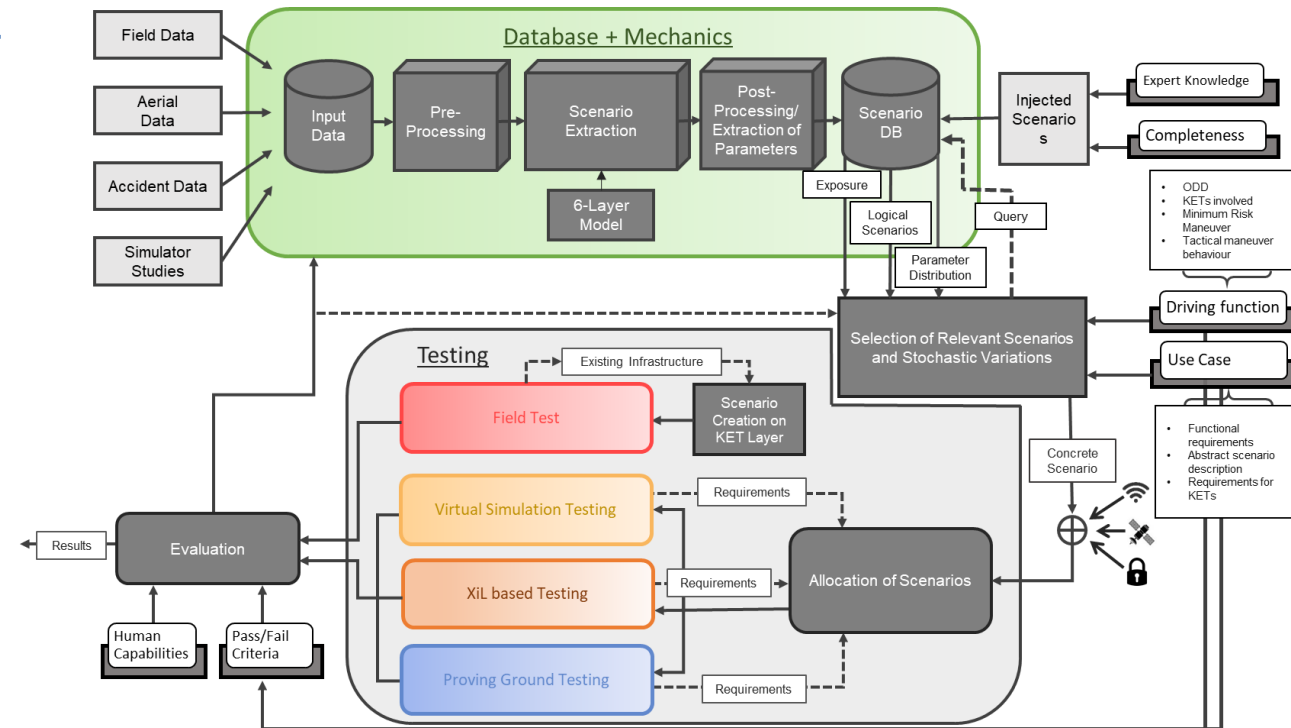 Field Data
Aerial
Data
Accident Data
Simulator
Studies
Database + Mechanics
Input
Data
Pre-
Processing
Scenario
Extraction
6-Layer
Model
Post-
Processing/
Extraction of
Parameters
Scenario
DB
Injected
Scenario
s
Expert Knowledge
Completeness
Exposure
Logical
Scenarios
Parameter
Distribution
Query
• ODD
• KETs involved
• Minimum Risk
Maneuver
• Tactical maneuver
behaviour
Driving function
Use Case
• Functional
requirements
• Abstract scenario
description
• Requirements for
KETs
Selection of Relevant Scenarios
and Stochastic Variations
Concrete
Scenario
Testing
Existing Infrastructure
Field Test
Scenario
Creation on
KET Layer
Virtual Simulation Testing
Requirements
XiL based Testing
Requirements
Allocation of Scenarios
Proving Ground Testing
Requirements
Results
Evaluation
Human
Capabilities
Pass/Fail
Criteria